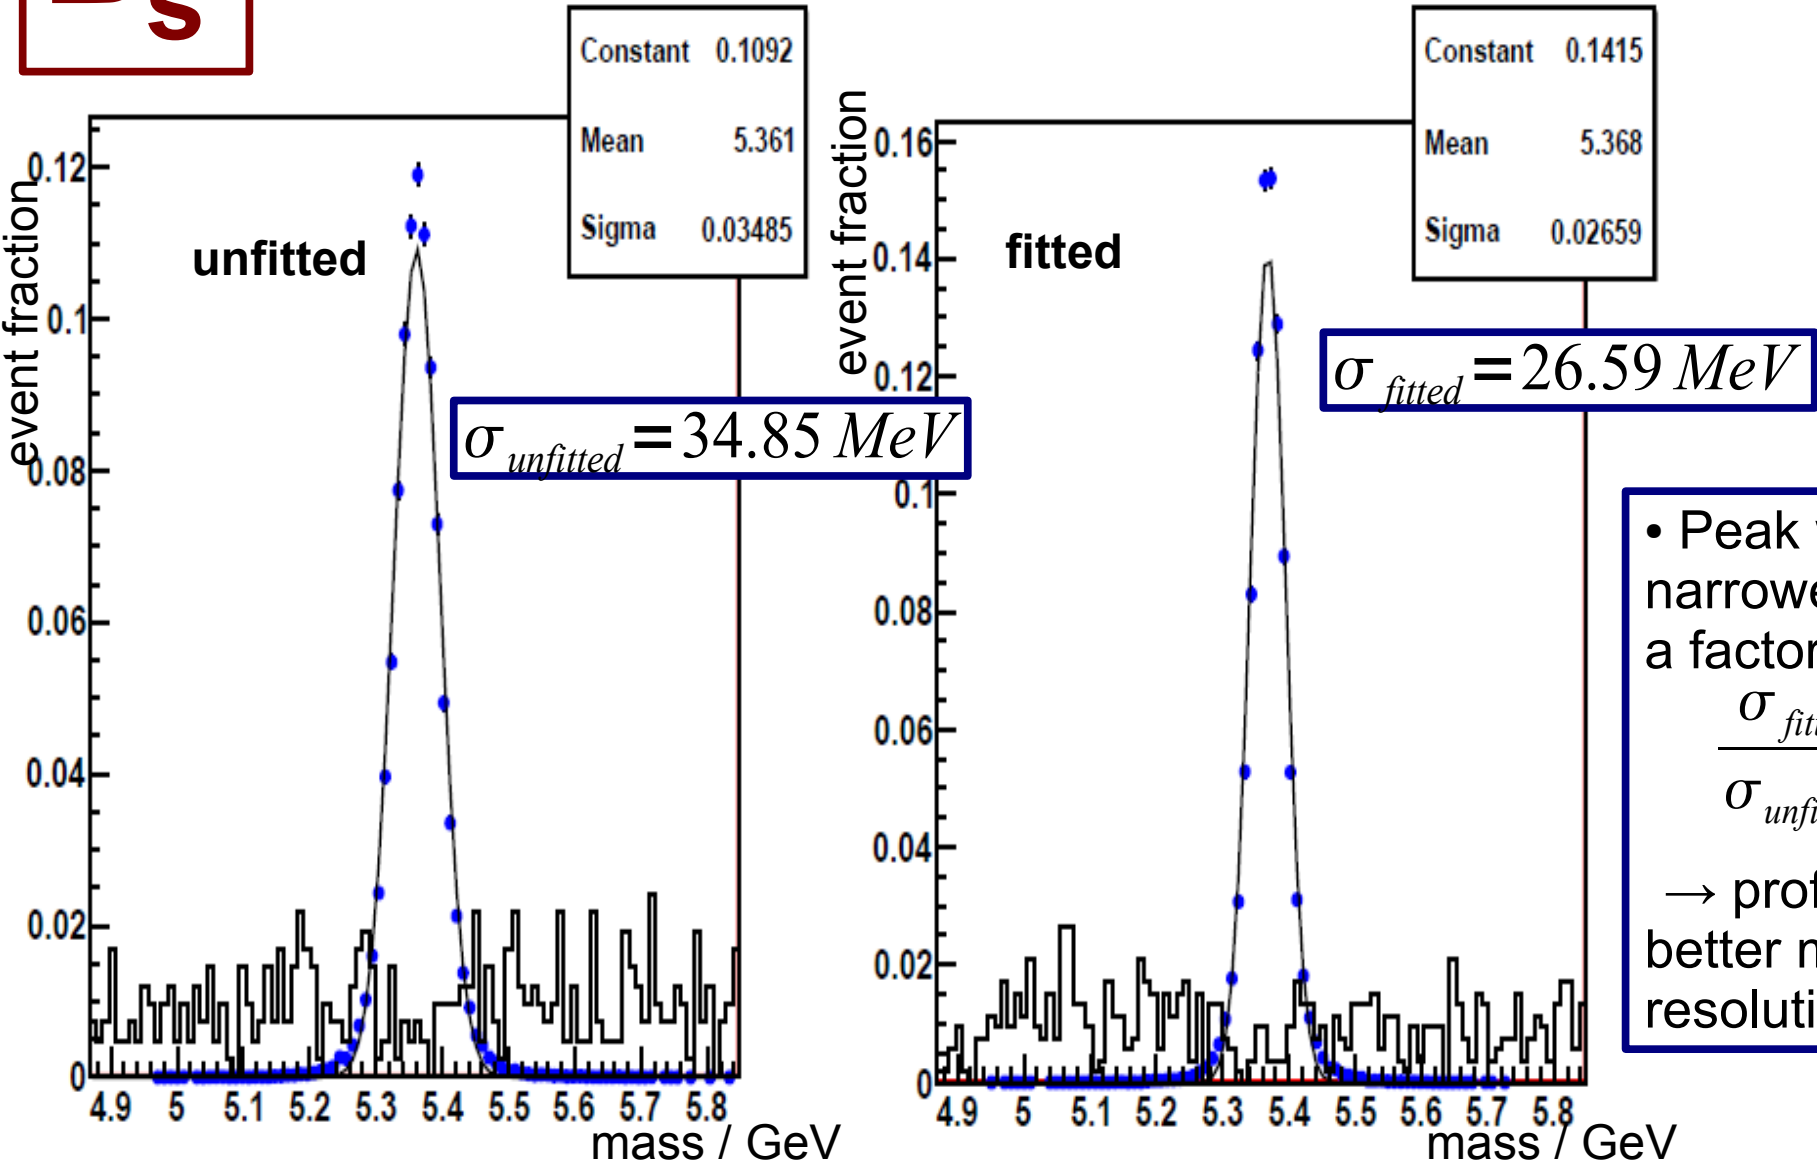 s
Constant 0.1092
Mean 5.361
Sigma 0.03485
Constant 0.1415
Mean 5.368
Sigma 0.02659
event fraction
0.12
0.1
0.08
0.06
0.04
0.02
0
unfitted
σ unfitted = 34.85 MeV
4.9 5 5.1 5.2 5.3 5.4 5.5 5.6 5.7 5.8
mass / GeV
event fraction
0.16
0.14
0.12
0.1
0.08
0.06
0.04
0.02
0
fitted
σ fitted = 26.59 MeV
4.9 5 5.1 5.2 5.3 5.4 5.5 5.6 5.7 5.8
mass / GeV
• Peak
narrowe
a factor
σ fit
σ unfi
→ prof
better
resoluti